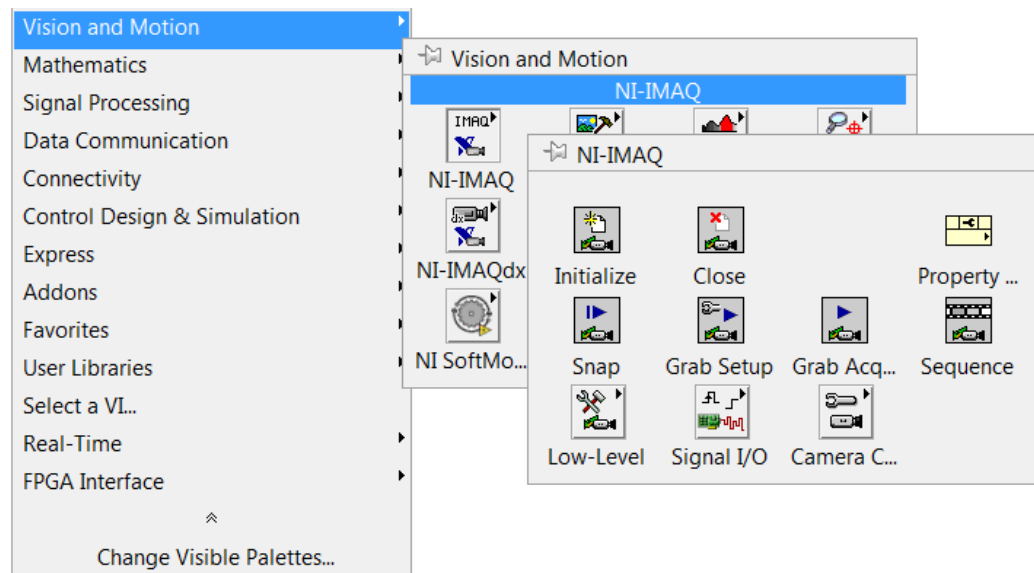 Vision and Motion
Mathematics
Signal Processing
Data Communication
Connectivity
Control Design & Simulation
Express
Addons
Favorites
User Libraries
Select a VI...
Real-Time
FPGA Interface
Change Visible Palettes...
Vision and Motion
NI-IMAQ
IMAQ
NI-IMAQ
dx
NI-IMAQdx
NI SoftMo...
NI-IMAQ
Initialize Close Property ...
Snap Grab Setup Grab Acq... Sequence
Low-Level Signal I/O Camera C...